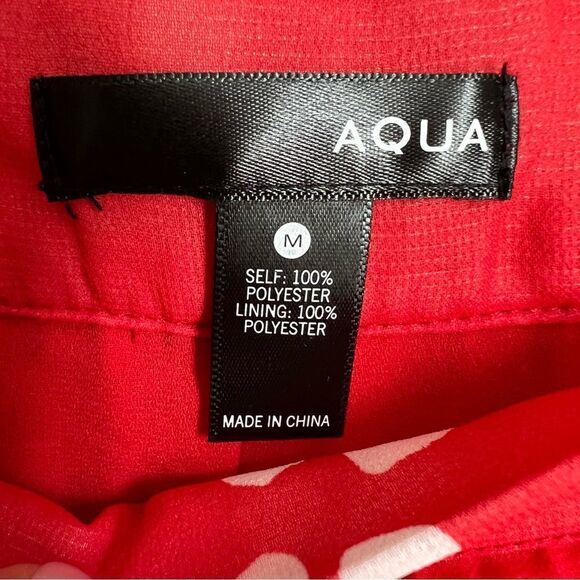 AQUA
M
SELF: 100%
POLYESTER
LINING: 100%
POLYESTER
MADE IN CHINA